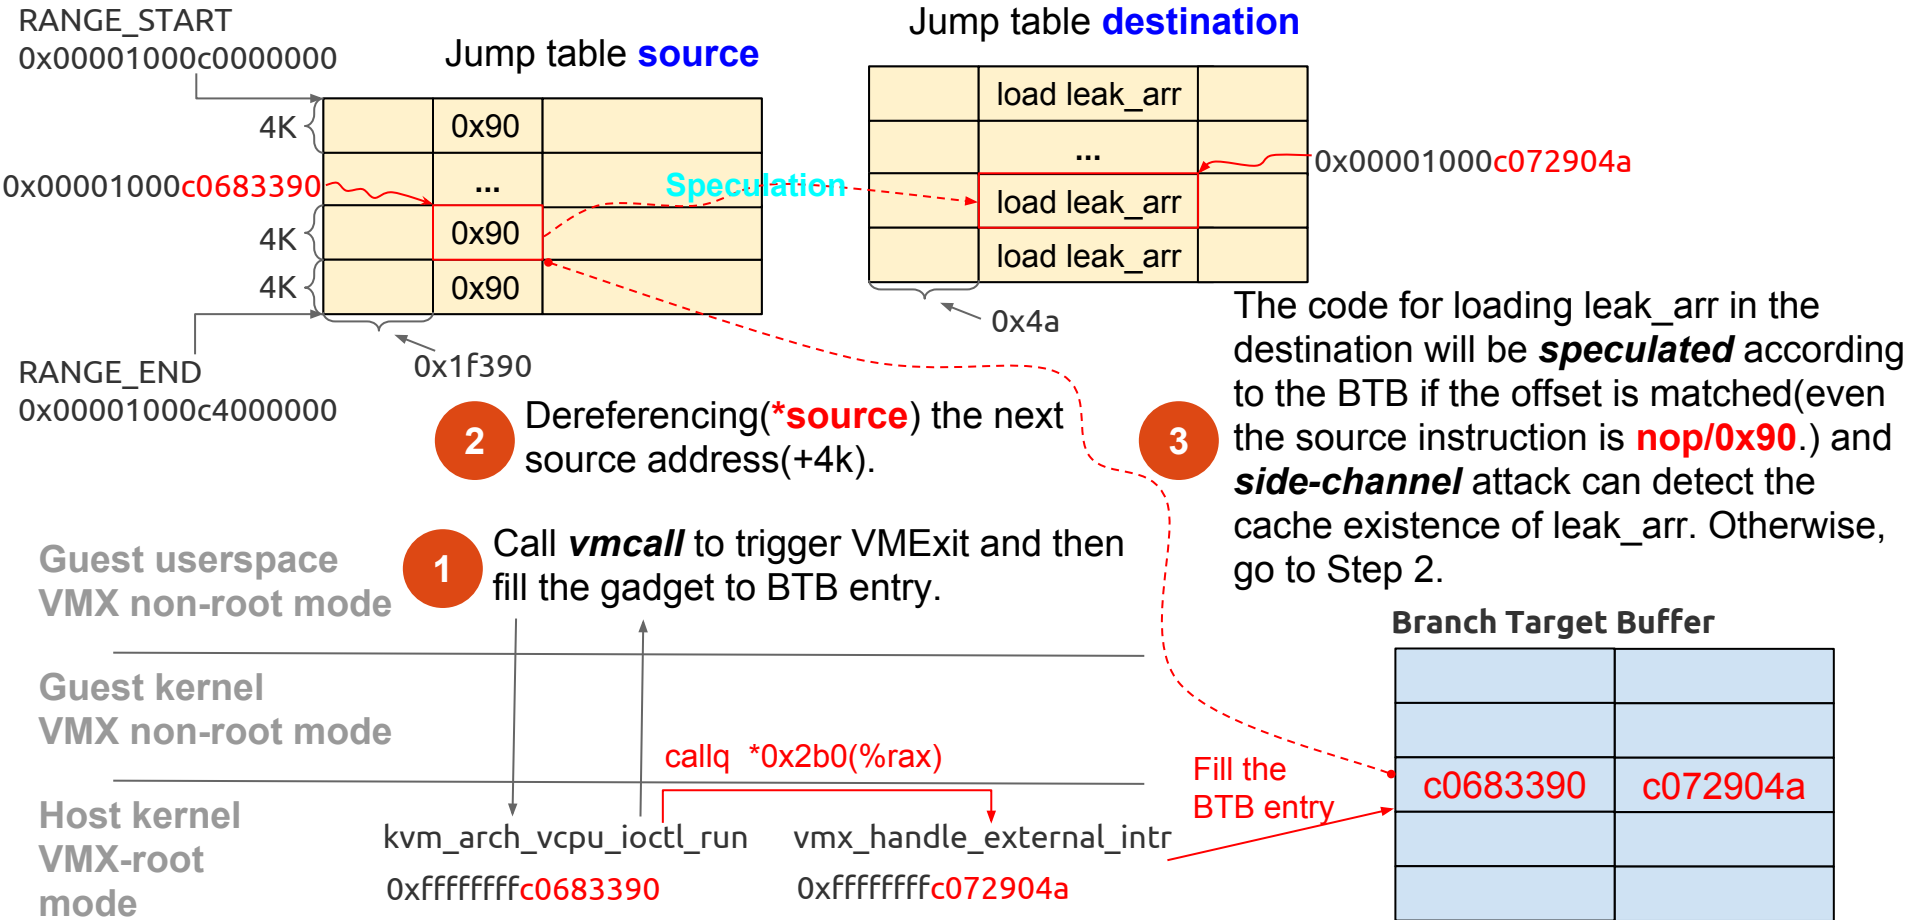 RANGE_START
0x00001000c0000000
Jump table source
Jump table destination
4K
0x90
load leak_arr
0x00001000c0683390
...
Speculation
...
0x00001000c072904a
4K
0x90
load leak_arr
4K
0x90
load leak_arr
0x1f390
0x4a
RANGE_END
0x00001000c4000000
2
Dereferencing(*source) the next
source address(+4k).
3
The code for loading leak_arr in the
destination will be speculated according
to the BTB if the offset is matched(even
the source instruction is nop/0x90.) and
side-channel attack can detect the
cache existence of leak_arr. Otherwise,
go to Step 2.
1
Call vmcall to trigger VMExit and then
fill the gadget to BTB entry.
Guest userspace
VMX non-root mode
Guest kernel
VMX non-root mode
Host kernel
VMX-root
mode
callq *0x2b0(%rax)
kvm_arch_vcpu_ioctl_run
0xffffffffc0683390
vmx_handle_external_intr
0xffffffffc072904a
Fill the
BTB entry
Branch Target Buffer
c0683390
c072904a